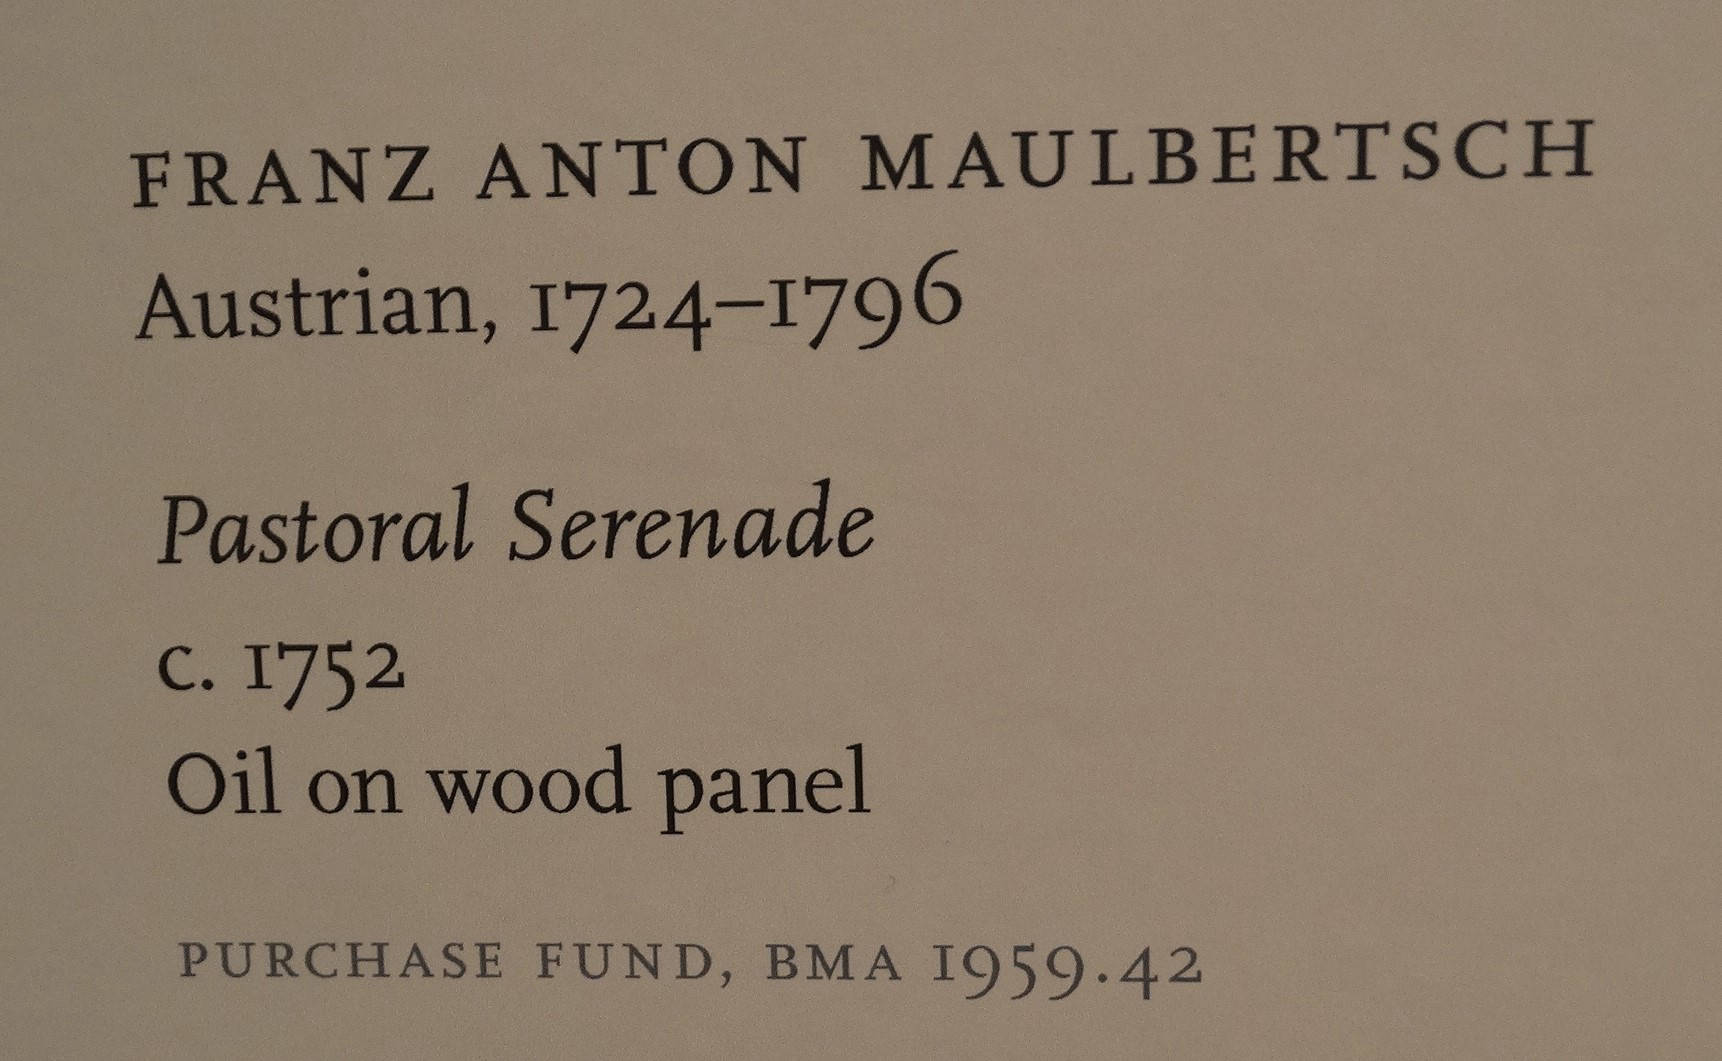 FRANZ ANTON MAULBERTSCH
Austrian, 1724–1796
Pastoral Serenade
c. 1752
Oil on wood panel
PURCHASE FUND, BMA 1959.42